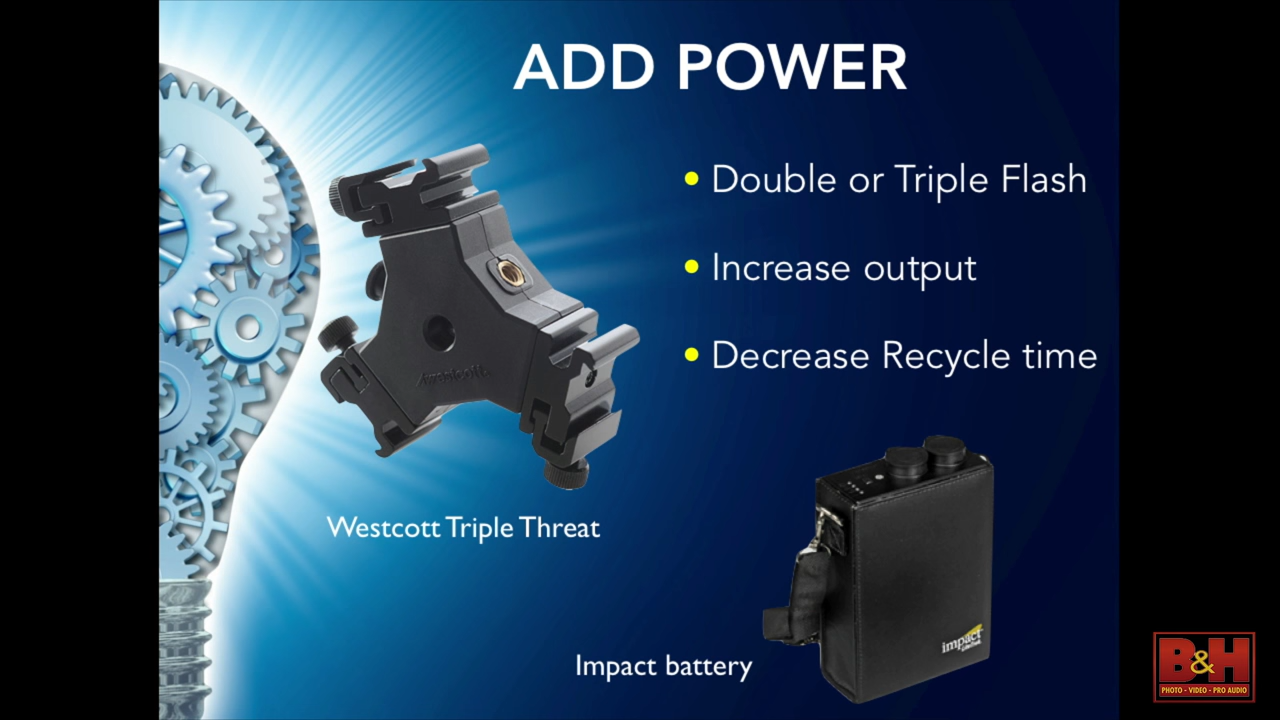 ADD POWER
Double or Triple Flash
Increase output
Decrease Recycle time
Westcott
Westcott Triple Threat
impact
Impact battery
B&H
PHOTO - VIDEO - PRO AUDIO